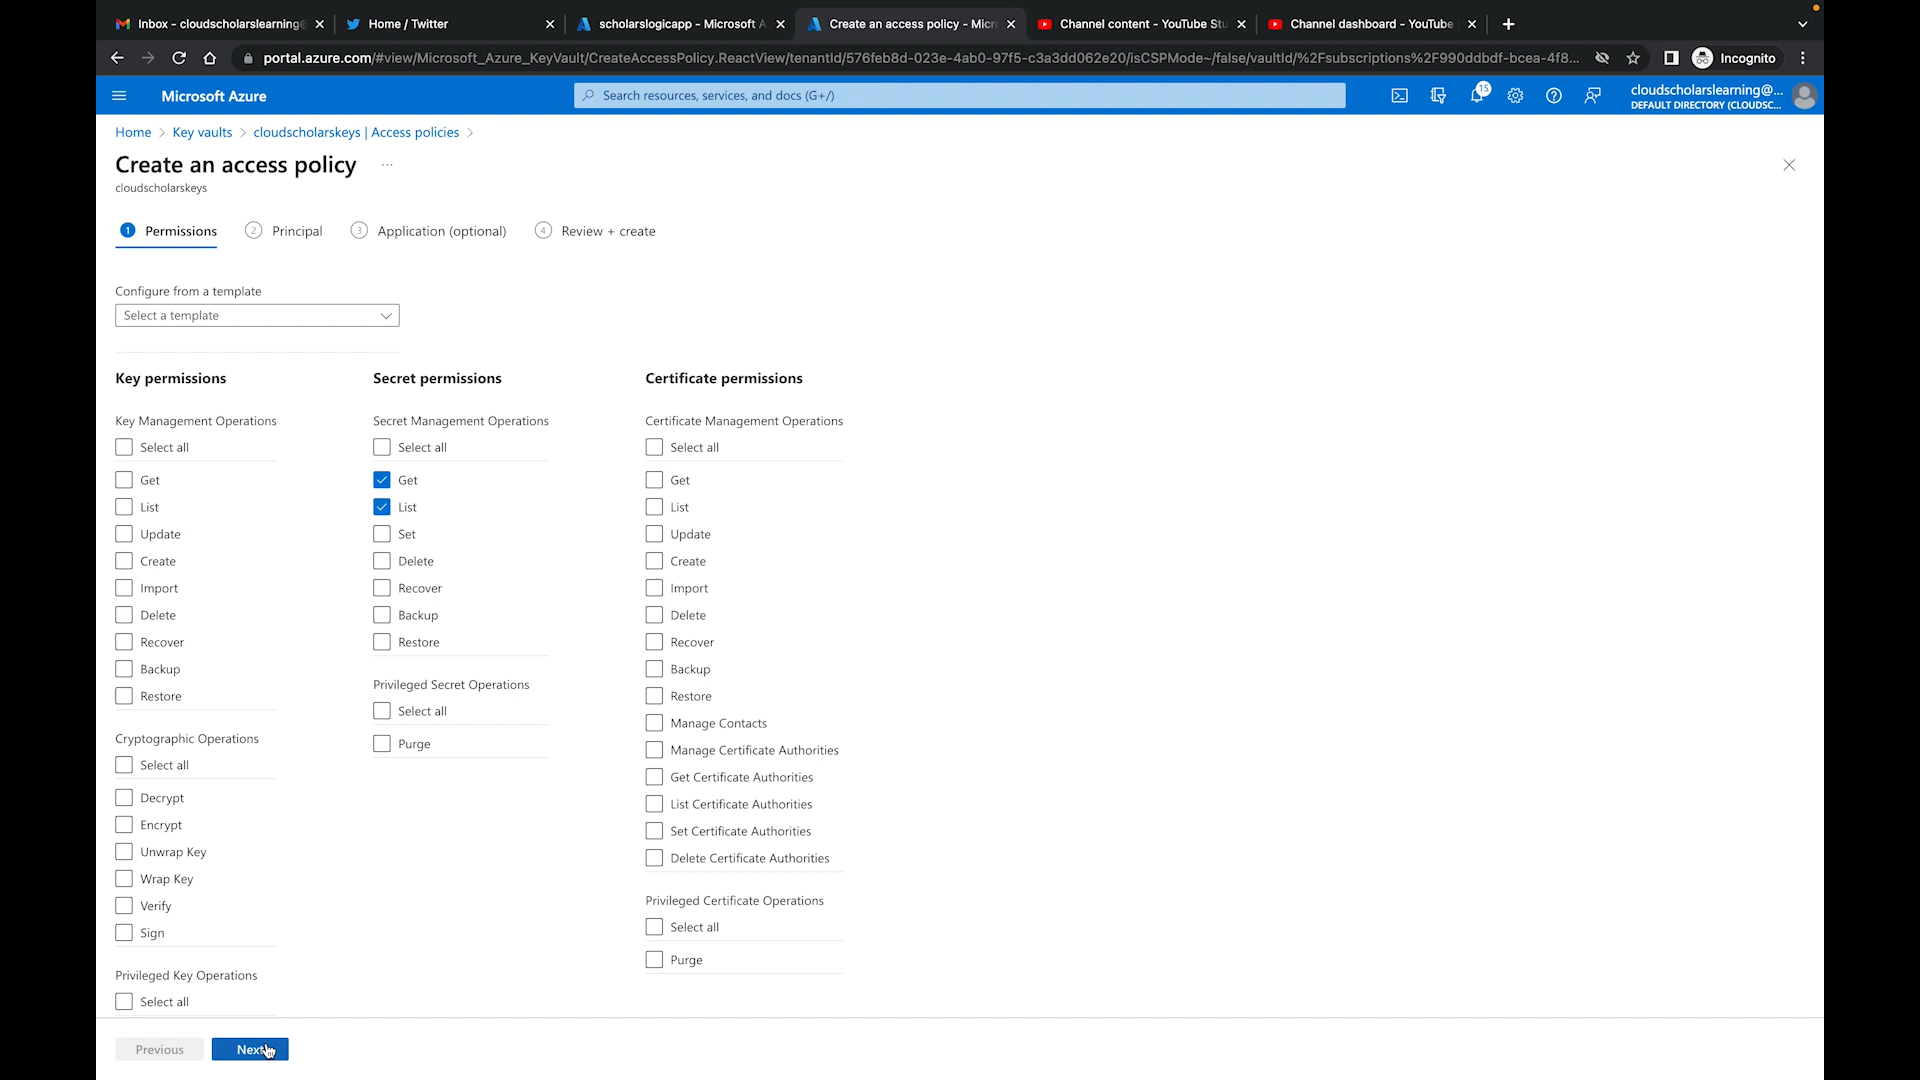 Inbox - cloudscholarslearning@
Home / Twitter
scholarslogicapp - Microsoft A
Create an access policy - Micr
Channel content - YouTube Stu
Channel dashboard - YouTube
portal.azure.com/#view/Microsoft_Azure_KeyVault/CreateAccessPolicy.ReactView/tenantId/576feb8d-023e-4ab0-97f5-c3a3dd062e20/isCSPMode~/false/vaultId/%2Fsubscriptions%2F990ddbdf-bcea-4f8...
Incognito
Microsoft Azure
Search resources, services, and docs (G+/)
15
cloudscholarslearning@...
DEFAULT DIRECTORY (CLOUDSC...
Home > Key vaults > cloudscholarskeys | Access policies >
Create an access policy ...
cloudscholarskeys
1 Permissions
2 Principal
3 Application (optional)
4 Review + create
Configure from a template
Select a template
Key permissions
Key Management Operations
Select all
Get
List
Update
Create
Import
Delete
Recover
Backup
Restore
Cryptographic Operations
Select all
Decrypt
Encrypt
Unwrap Key
Wrap Key
Verify
Sign
Privileged Key Operations
Select all
Secret permissions
Secret Management Operations
Select all
Get
List
Set
Delete
Recover
Backup
Restore
Privileged Secret Operations
Select all
Purge
Certificate permissions
Certificate Management Operations
Select all
Get
List
Update
Create
Import
Delete
Recover
Backup
Restore
Manage Contacts
Manage Certificate Authorities
Get Certificate Authorities
List Certificate Authorities
Set Certificate Authorities
Delete Certificate Authorities
Privileged Certificate Operations
Select all
Purge
Previous
Next